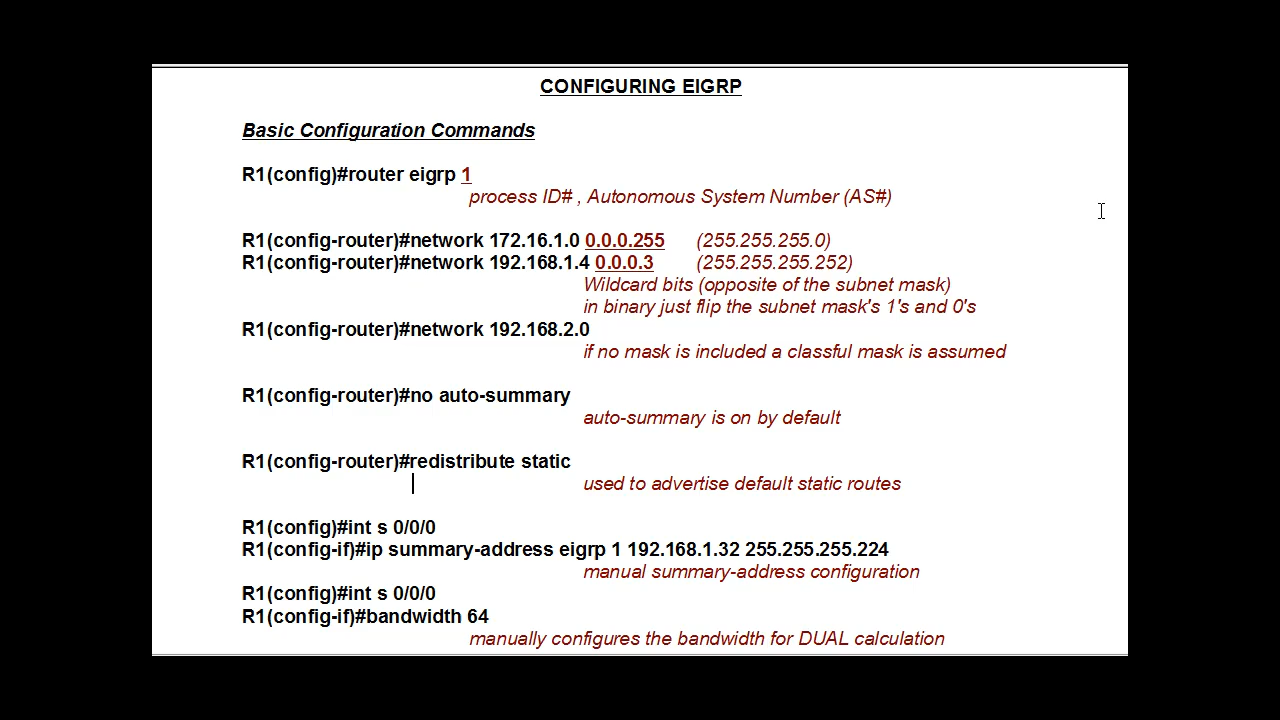 CONFIGURING EIGRP
Basic Configuration Commands
R1(config)#router eigrp 1
process ID# , Autonomous System Number (AS#)
R1(config-router)#network 172.16.1.0 0.0.0.255 (255.255.255.0)
R1(config-router)#network 192.168.1.4 0.0.0.3 (255.255.255.252)
Wildcard bits (opposite of the subnet mask)
in binary just flip the subnet mask's 1's and 0's
R1(config-router)#network 192.168.2.0
if no mask is included a classful mask is assumed
R1(config-router)#no auto-summary
auto-summary is on by default
R1(config-router)#redistribute static
used to advertise default static routes
R1(config)#int s 0/0/0
R1(config-if)#ip summary-address eigrp 1 192.168.1.32 255.255.255.224
manual summary-address configuration
R1(config)#int s 0/0/0
R1(config-if)#bandwidth 64
manually configures the bandwidth for DUAL calculation